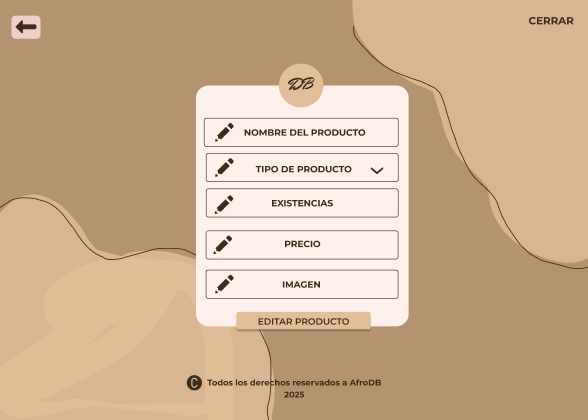 CERRAR
DB
NOMBRE DEL PRODUCTO
TIPO DE PRODUCTO
EXISTENCIAS
PRECIO
IMAGEN
EDITAR PRODUCTO
C Todos los derechos reservados a AfroDB
2025